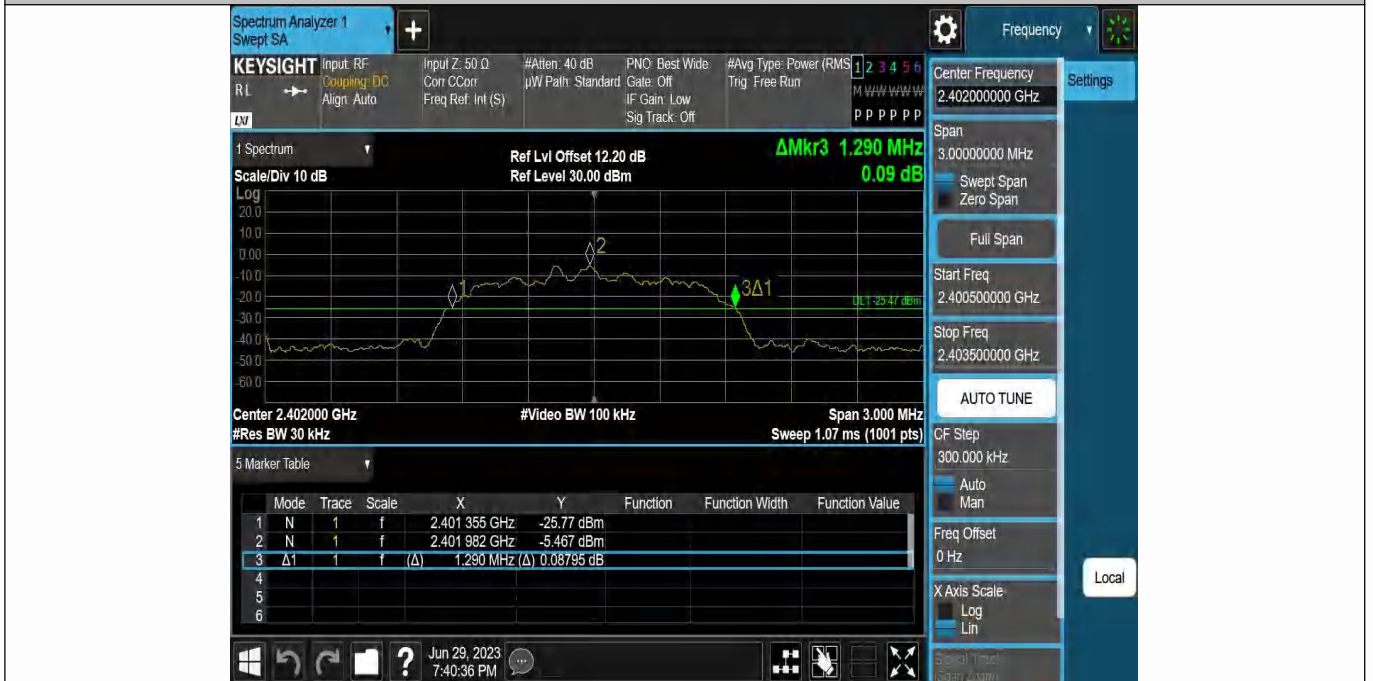 Spectrum Analyzer 1
Swept SA
+
Frequency
KEYSIGHT
RL
LXI
Input: RF
Coupling: DC
Align: Auto
Input Z: 50 Ω
Corr CCorr
Freq Ref: Int (S)
#Atten: 40 dB
µW Path: Standard
PNO: Best Wide
Gate: Off
IF Gain: Low
Sig Track: Off
#Avg Type: Power (RMS
Trig: Free Run
1 2 3 4 5 6
M W W W W W
P P P P P P
1 Spectrum
Scale/Div 10 dB
Ref Lvl Offset 12.20 dB
Ref Level 30.00 dBm
ΔMkr3 1.290 MHz
0.09 dB
Log
20.0
10.0
0.00
-10.0
-20.0
-30.0
-40.0
-50.0
-60.0
1
2
3Δ1
DL1 -25.47 dBm
Center 2.402000 GHz
#Video BW 100 kHz
Span 3.000 MHz
#Res BW 30 kHz
Sweep 1.07 ms (1001 pts)
5 Marker Table
Mode Trace Scale X Y Function Function Width Function Value
1 N 1 f 2.401 355 GHz -25.77 dBm
2 N 1 f 2.401 982 GHz -5.467 dBm
3 Δ1 1 f (Δ) 1.290 MHz (Δ) 0.08795 dB
4
5
6
?
Jun 29, 2023
7:40:36 PM
Center Frequency
2.402000000 GHz
Settings
Span
3.00000000 MHz
Swept Span
Zero Span
Full Span
Start Freq
2.400500000 GHz
Stop Freq
2.403500000 GHz
AUTO TUNE
CF Step
300.000 kHz
Auto
Man
Freq Offset
0 Hz
X Axis Scale
Log
Lin
Local
Signal Track
(Span Zoom)